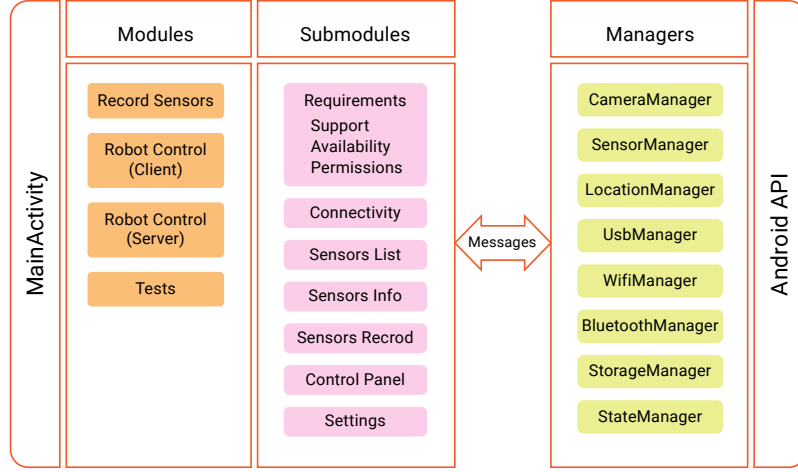 MainActivity
Modules
Record Sensors
Robot Control
(Client)
Robot Control
(Server)
Tests
Submodules
Requirements
Support
Availability
Permissions
Connectivity
Sensors List
Sensors Info
Sensors Recrod
Control Panel
Settings
Messages
Managers
CameraManager
SensorManager
LocationManager
UsbManager
WifiManager
BluetoothManager
StorageManager
StateManager
Android API